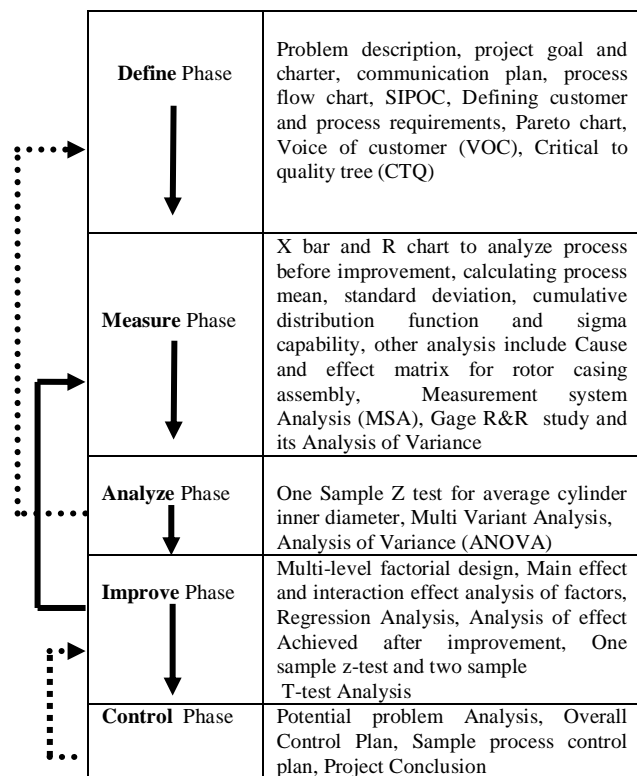 Define Phase
Problem description, project goal and
charter, communication plan, process
flow chart, SIPOC, Defining customer
and process requirements, Pareto chart,
Voice of customer (VOC), Critical to
quality tree (CTQ)
Measure Phase
X bar and R chart to analyze process
before improvement, calculating process
mean, standard deviation, cumulative
distribution function and sigma
capability, other analysis include Cause
and effect matrix for rotor casing
assembly, Measurement system
Analysis (MSA), Gage R&R study and
its Analysis of Variance
Analyze Phase
One Sample Z test for average cylinder
inner diameter, Multi Variant Analysis,
Analysis of Variance (ANOVA)
Improve Phase
Multi-level factorial design, Main effect
and interaction effect analysis of factors,
Regression Analysis, Analysis of effect
Achieved after improvement, One
sample z-test and two sample
T-test Analysis
Control Phase
Potential problem Analysis, Overall
Control Plan, Sample process control
plan, Project Conclusion